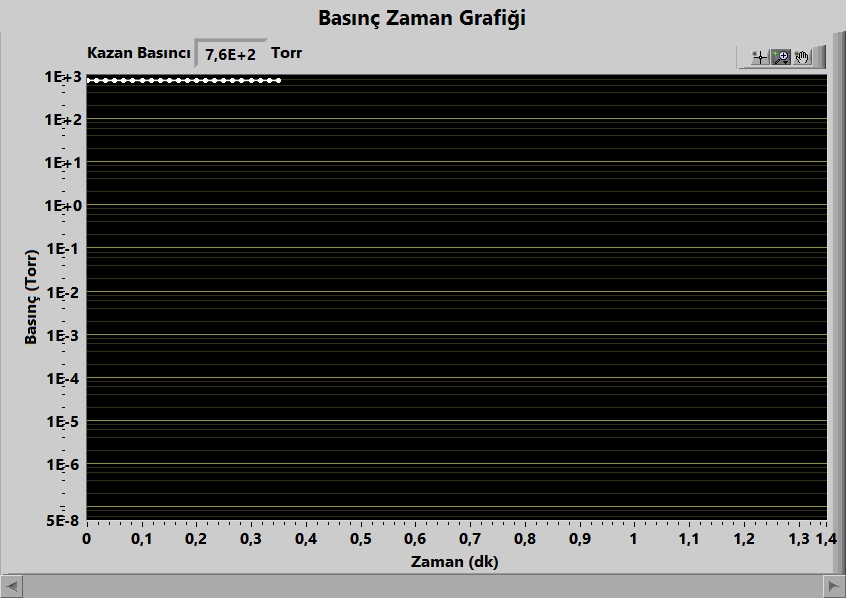 Basınç Zaman Grafiği
Kazan Basıncı 7,6E+2 Torr
1E+3
1E+2
1E+1
1E+0
1E-1
1E-2
1E-3
1E-4
1E-5
1E-6
5E-8
Basınç (Torr)
0 0,1 0,2 0,3 0,4 0,5 0,6 0,7 0,8 0,9 1 1,1 1,2 1,3 1,4
Zaman (dk)